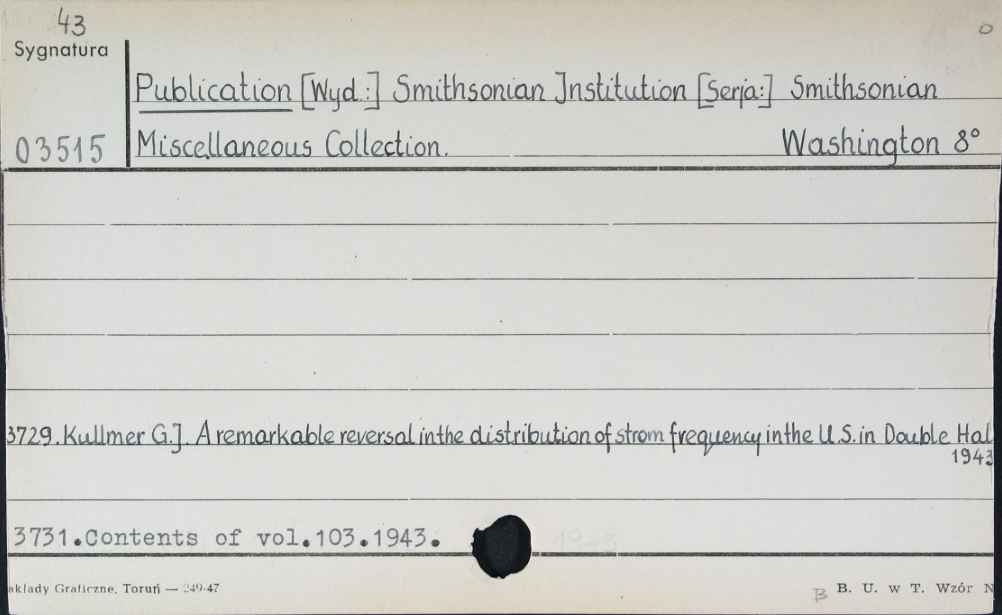 43
Sygnatura
Publication [Wyd.:] Smithsonian Institution [Serja:] Smithsonian
03515 Miscellaneous Collection. Washington 8°
3729. Kullmer G.J. A remarkable reversal in the distribution of strom frequency in the U.S. in Double Hal
1943
3731.Contents of vol.103.1943.
akłady Graficzne, Toruń — 249-47
B B. U. w T. Wzór N